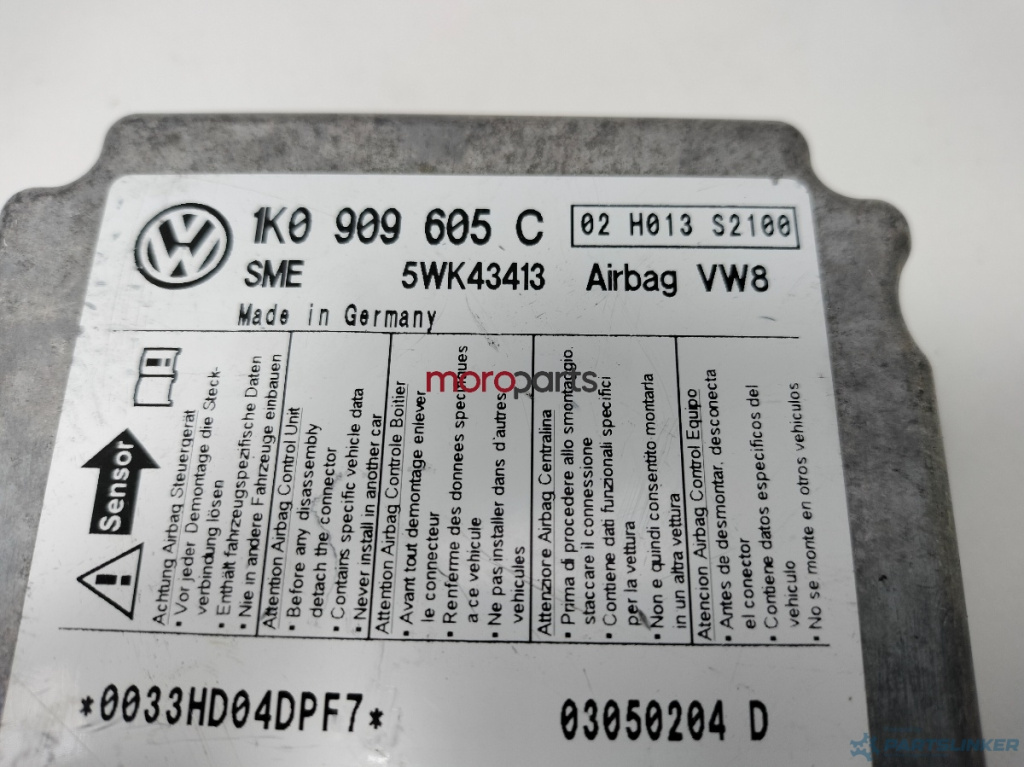 1K0 909 605 C
02 H013 S2100
SME 5WK43413 Airbag VW8
Made in Germany
Sensor
Achtung Airbag Steuergerät
• Vor jeder Demontage die Steck-
verbindung lösen
• Enthält fahrzeugspezifische Daten
• Nie in andere Fahrzeuge einbauen
Attention Airbag Control Unit
• Before any disassembly
detach the connector
• Contains specific vehicle data
• Never install in another car
Attention Airbag Controle Boîtier
• Avant tout demontage enlever
le connecteur
• Renferme des donnees specifiques
a ce vehicule
• Ne pas installer dans d'autres
vehicules
Attenzione Airbag Centralina
• Prima di procedere allo smontaggio.
staccare il connessione
• Contiene dati funzionali specifici
per la vettura
• Non e quindi consentito montarla
in un altra vettura
Atencion Airbag Control Equipo
• Antes de desmontar, desconecta
el conector
• Contiene datos especificos del
vehiculo
• No se monte en otros vehiculos
moroparts
*0033HD04DPF7*
03050204 D
PARTSLINKER